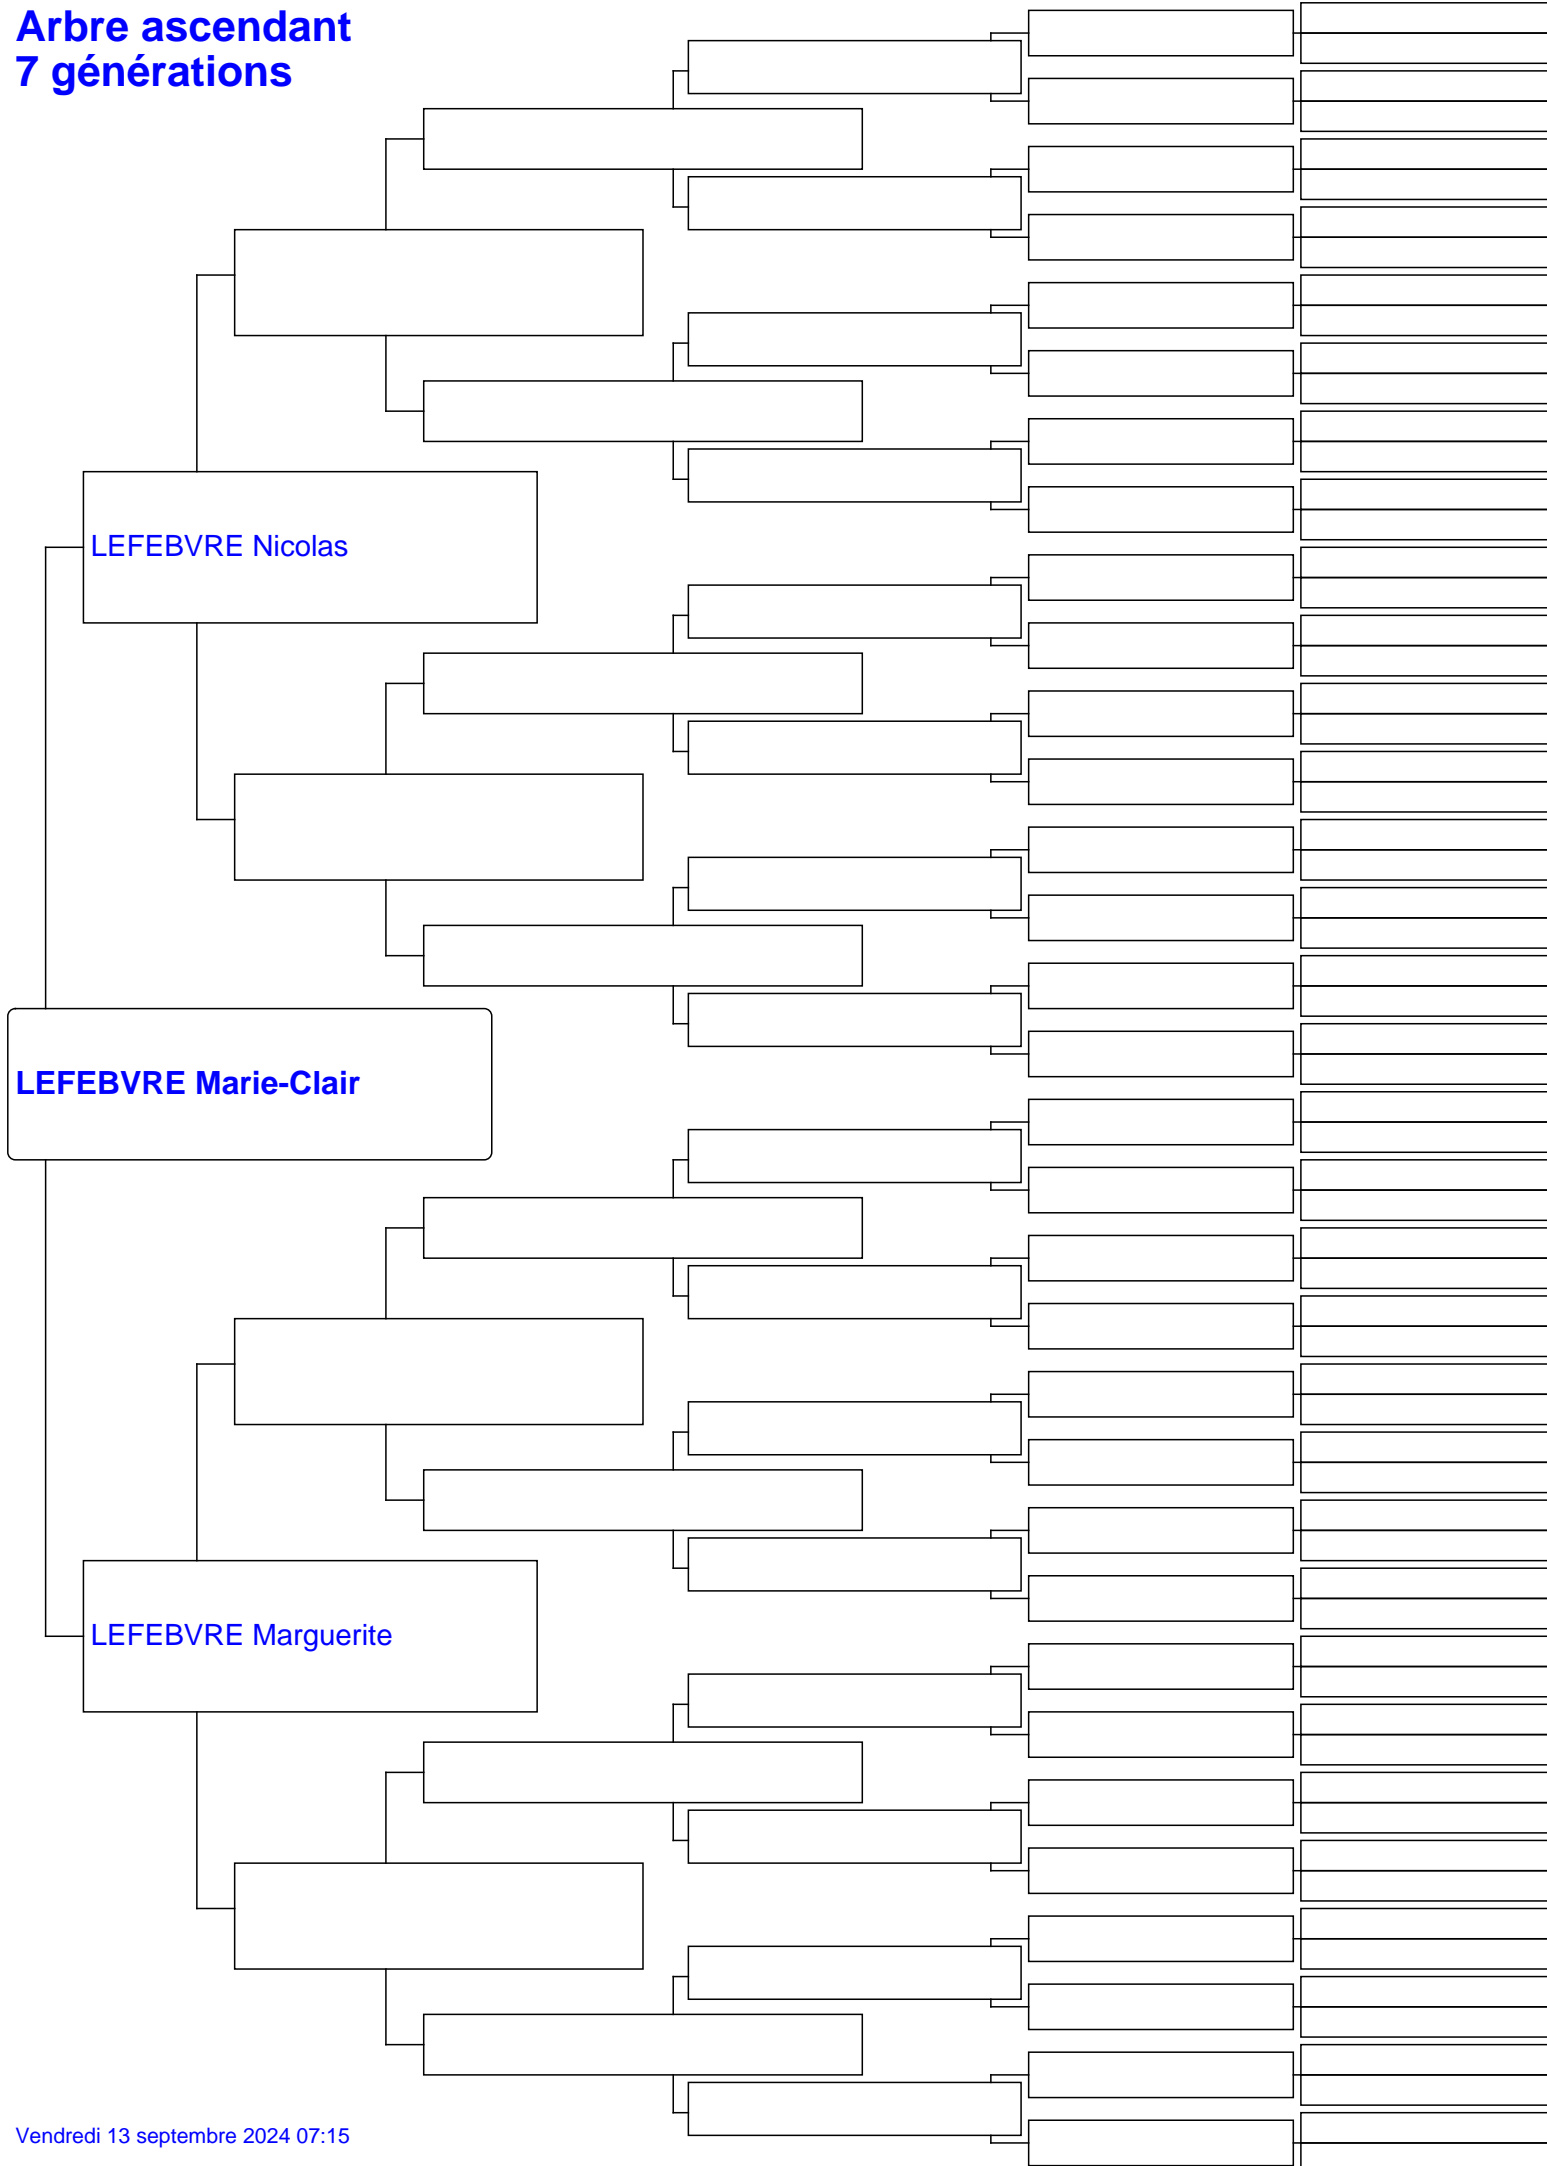 Arbre ascendant
7 générations
LEFEBVRE Nicolas
LEFEBVRE Marie-Clair
LEFEBVRE Marguerite
Vendredi 13 septembre 2024 07:15